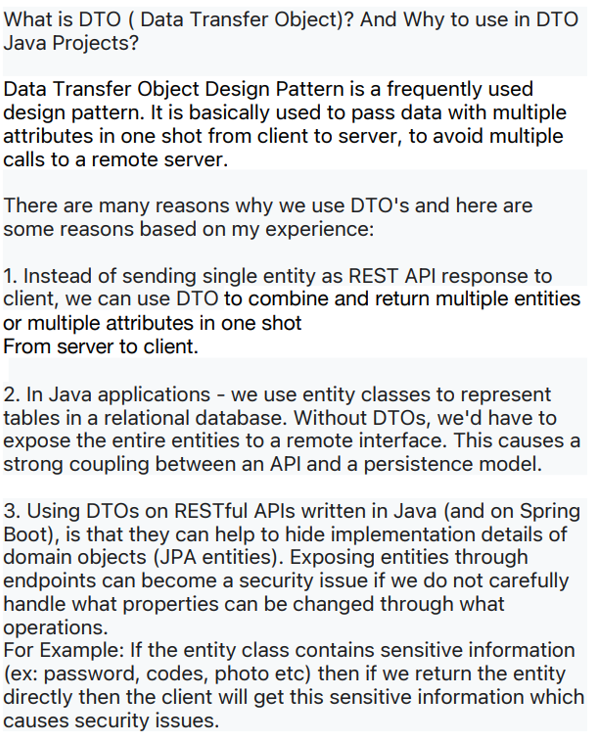 What is DTO ( Data Transfer Object)? And Why to use in DTO
Java Projects?
Data Transfer Object Design Pattern is a frequently used
design pattern. It is basically used to pass data with multiple
attributes in one shot from client to server, to avoid multiple
calls to a remote server.
There are many reasons why we use DTO's and here are
some reasons based on my experience:
1. Instead of sending single entity as REST API response to
client, we can use DTO to combine and return multiple entities
or multiple attributes in one shot
From server to client.
2. In Java applications - we use entity classes to represent
tables in a relational database. Without DTOs, we'd have to
expose the entire entities to a remote interface. This causes a
strong coupling between an API and a persistence model.
3. Using DTOs on RESTful APIs written in Java (and on Spring
Boot), is that they can help to hide implementation details of
domain objects (JPA entities). Exposing entities through
endpoints can become a security issue if we do not carefully
handle what properties can be changed through what
operations.
For Example: If the entity class contains sensitive information
(ex: password, codes, photo etc) then if we return the entity
directly then the client will get this sensitive information which
causes security issues.